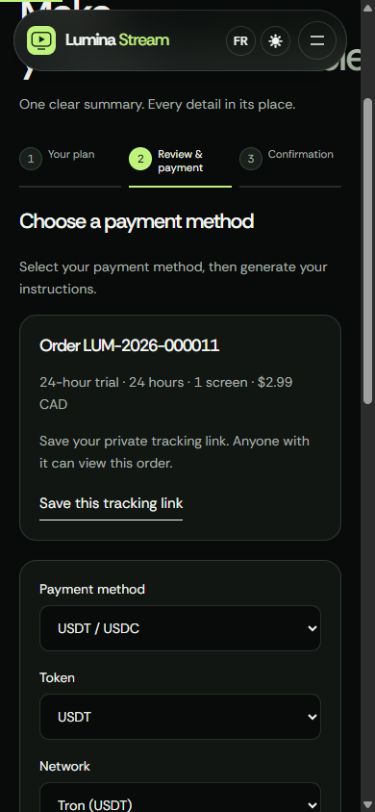 Make
Lumina Stream
FR
One clear summary. Every detail in its place.
1 Your plan
2 Review &
payment
3 Confirmation
Choose a payment method
Select your payment method, then generate your
instructions.
Order LUM-2026-000011
24-hour trial · 24 hours · 1 screen · $2.99
CAD
Save your private tracking link. Anyone with
it can view this order.
Save this tracking link
Payment method
USDT / USDC
Token
USDT
Network
Tron (USDT)